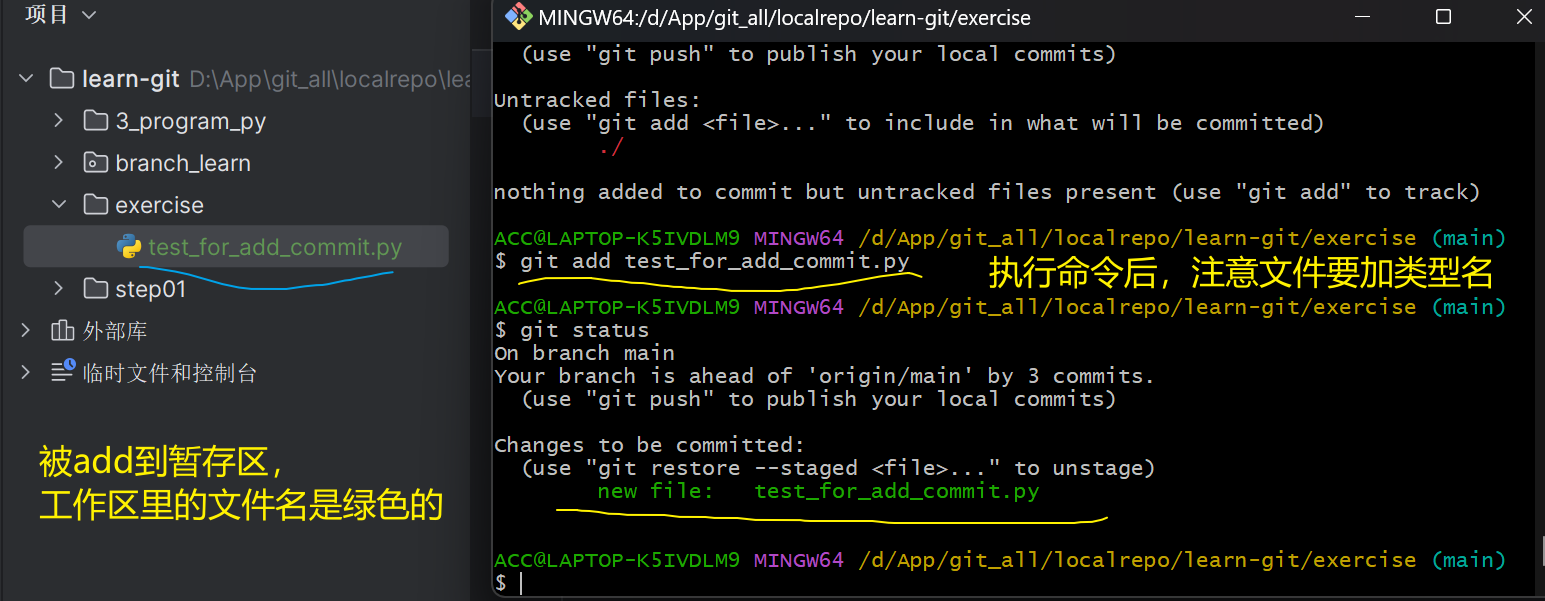 项目
learn-git D:\App\git_all\localrepo\lea
3_program_py
branch_learn
exercise
test_for_add_commit.py
step01
外部库
临时文件和控制台
被add到暂存区，
工作区里的文件名是绿色的
MINGW64:/d/App/git_all/localrepo/learn-git/exercise
(use "git push" to publish your local commits)
Untracked files:
(use "git add <file>..." to include in what will be committed)
./
nothing added to commit but untracked files present (use "git add" to track)
ACC@LAPTOP-K5IVDLM9 MINGW64 /d/App/git_all/localrepo/learn-git/exercise (main)
$ git add test_for_add_commit.py
执行命令后，注意文件要加类型名
ACC@LAPTOP-K5IVDLM9 MINGW64 /d/App/git_all/localrepo/learn-git/exercise (main)
$ git status
On branch main
Your branch is ahead of 'origin/main' by 3 commits.
(use "git push" to publish your local commits)
Changes to be committed:
(use "git restore --staged <file>..." to unstage)
new file:   test_for_add_commit.py
ACC@LAPTOP-K5IVDLM9 MINGW64 /d/App/git_all/localrepo/learn-git/exercise (main)
$